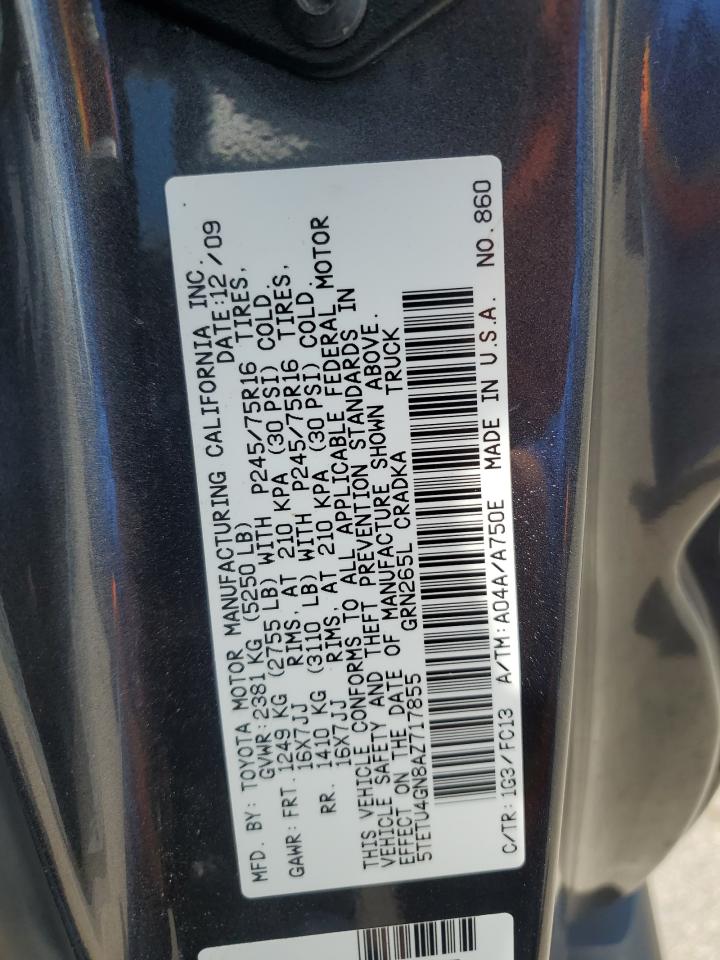 MFD. BY: TOYOTA MOTOR MANUFACTURING CALIFORNIA INC.
GVWR: 2381 KG (5250 LB) DATE: 12/09
GAWR: FRT. 1249 KG (2755 LB) WITH P245/75R16 TIRES,
16X7JJ RIMS, AT 210 KPA (30 PSI) COLD.
RR. 1410 KG (3110 LB) WITH P245/75R16 TIRES,
16X7JJ RIMS, AT 210 KPA (30 PSI) COLD.
THIS VEHICLE CONFORMS TO ALL APPLICABLE FEDERAL MOTOR
VEHICLE SAFETY AND THEFT PREVENTION STANDARDS IN
EFFECT ON THE DATE OF MANUFACTURE SHOWN ABOVE.
5TETU4GN8AZ717855 GRN265L CRADKA TRUCK
C/TR: 1G3/FC13 A/TM: A04A/A750E MADE IN U.S.A. NO. 860